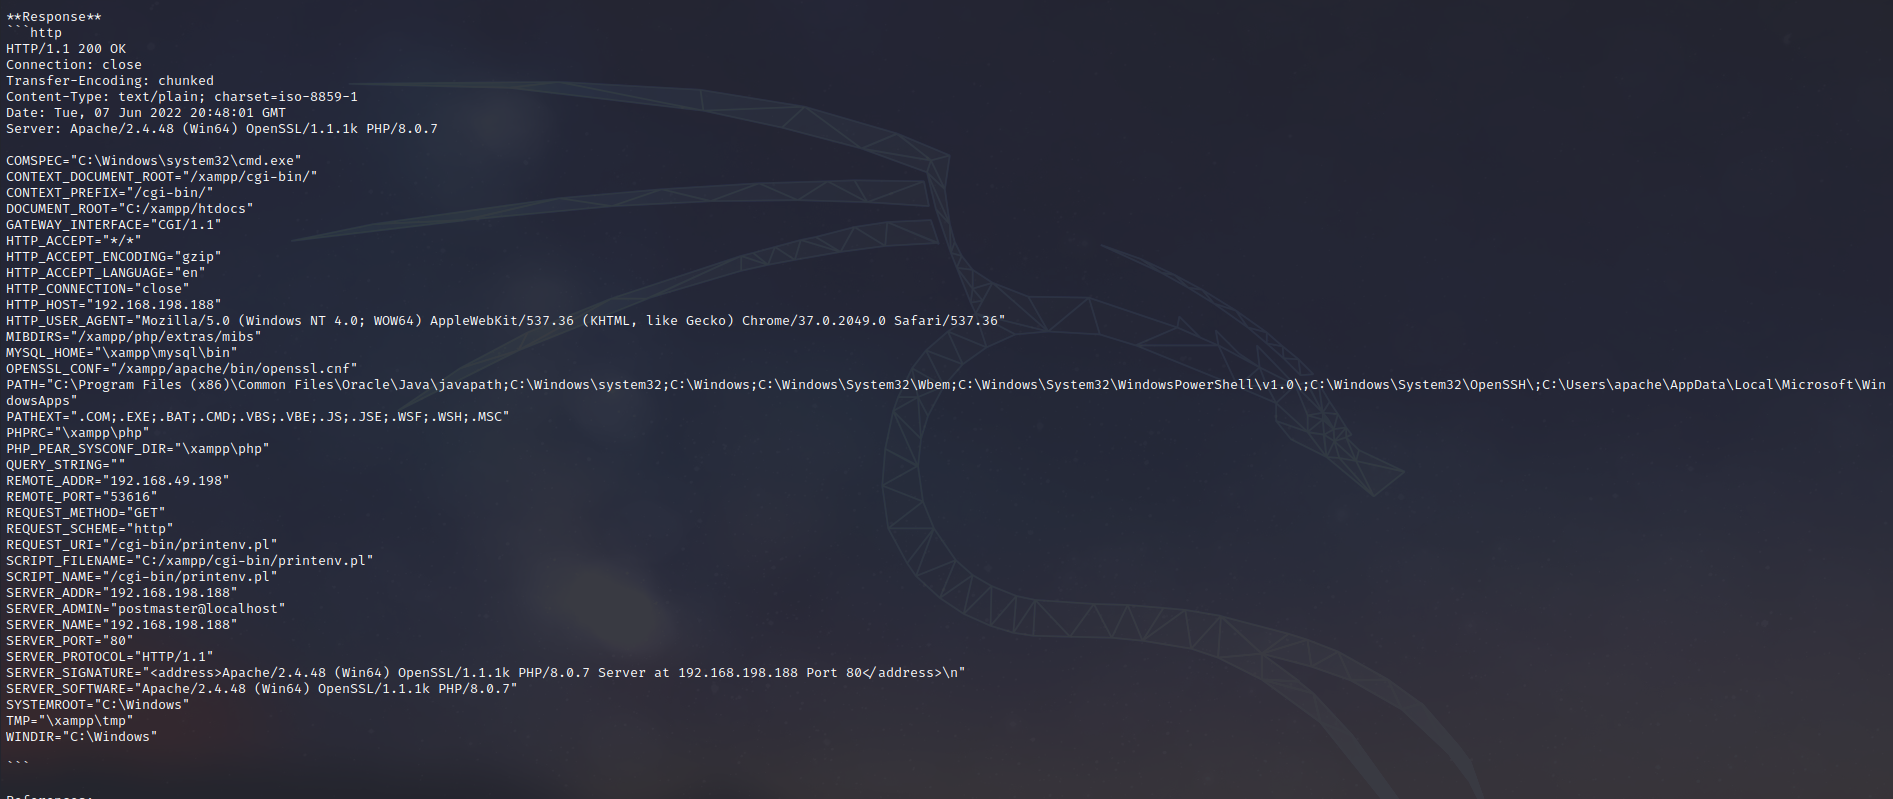 **Response**
```http
HTTP/1.1 200 OK
Connection: close
Transfer-Encoding: chunked
Content-Type: text/plain; charset=iso-8859-1
Date: Tue, 07 Jun 2022 20:48:01 GMT
Server: Apache/2.4.48 (Win64) OpenSSL/1.1.1k PHP/8.0.7

COMSPEC="C:\Windows\system32\cmd.exe"
CONTEXT_DOCUMENT_ROOT="/xampp/cgi-bin/"
CONTEXT_PREFIX="/cgi-bin/"
DOCUMENT_ROOT="C:/xampp/htdocs"
GATEWAY_INTERFACE="CGI/1.1"
HTTP_ACCEPT="*/*"
HTTP_ACCEPT_ENCODING="gzip"
HTTP_ACCEPT_LANGUAGE="en"
HTTP_CONNECTION="close"
HTTP_HOST="192.168.198.188"
HTTP_USER_AGENT="Mozilla/5.0 (Windows NT 4.0; WOW64) AppleWebKit/537.36 (KHTML, like Gecko) Chrome/37.0.2049.0 Safari/537.36"
MIBDIRS="/xampp/php/extras/mibs"
MYSQL_HOME="\xampp\mysql\bin"
OPENSSL_CONF="/xampp/apache/bin/openssl.cnf"
PATH="C:\Program Files (x86)\Common Files\Oracle\Java\javapath;C:\Windows\system32;C:\Windows;C:\Windows\System32\Wbem;C:\Windows\System32\WindowsPowerShell\v1.0\;C:\Windows\System32\OpenSSH\;C:\Users\apache\AppData\Local\Microsoft\Win
dowsApps"
PATHEXT=".COM;.EXE;.BAT;.CMD;.VBS;.VBE;.JS;.JSE;.WSF;.WSH;.MSC"
PHPRC="\xampp\php"
PHP_PEAR_SYSCONF_DIR="\xampp\php"
QUERY_STRING=""
REMOTE_ADDR="192.168.49.198"
REMOTE_PORT="53616"
REQUEST_METHOD="GET"
REQUEST_SCHEME="http"
REQUEST_URI="/cgi-bin/printenv.pl"
SCRIPT_FILENAME="C:/xampp/cgi-bin/printenv.pl"
SCRIPT_NAME="/cgi-bin/printenv.pl"
SERVER_ADDR="192.168.198.188"
SERVER_ADMIN="postmaster@localhost"
SERVER_NAME="192.168.198.188"
SERVER_PORT="80"
SERVER_PROTOCOL="HTTP/1.1"
SERVER_SIGNATURE="<address>Apache/2.4.48 (Win64) OpenSSL/1.1.1k PHP/8.0.7 Server at 192.168.198.188 Port 80</address>\n"
SERVER_SOFTWARE="Apache/2.4.48 (Win64) OpenSSL/1.1.1k PHP/8.0.7"
SYSTEMROOT="C:\Windows"
TMP="\xampp\tmp"
WINDIR="C:\Windows"

```